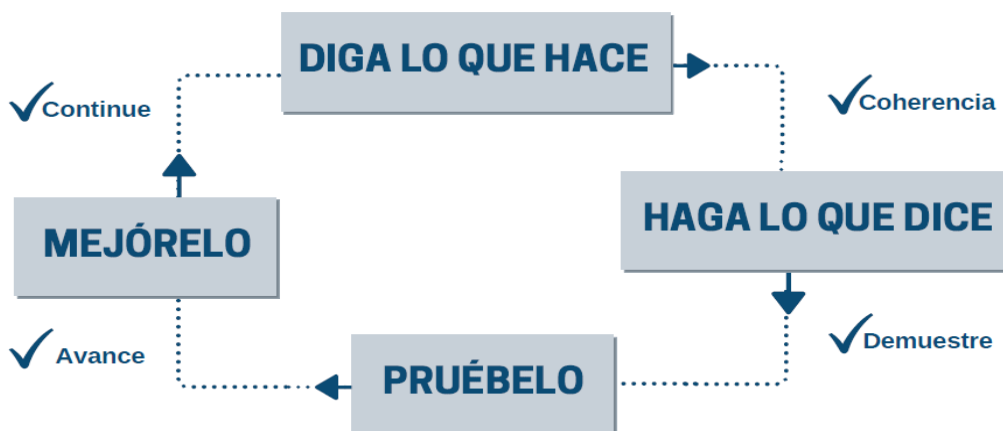 DIGA LO QUE HACE
Continue
Coherencia
MEJÓRELO
HAGA LO QUE DICE
Avance
Demuestre
PRUÉBELO